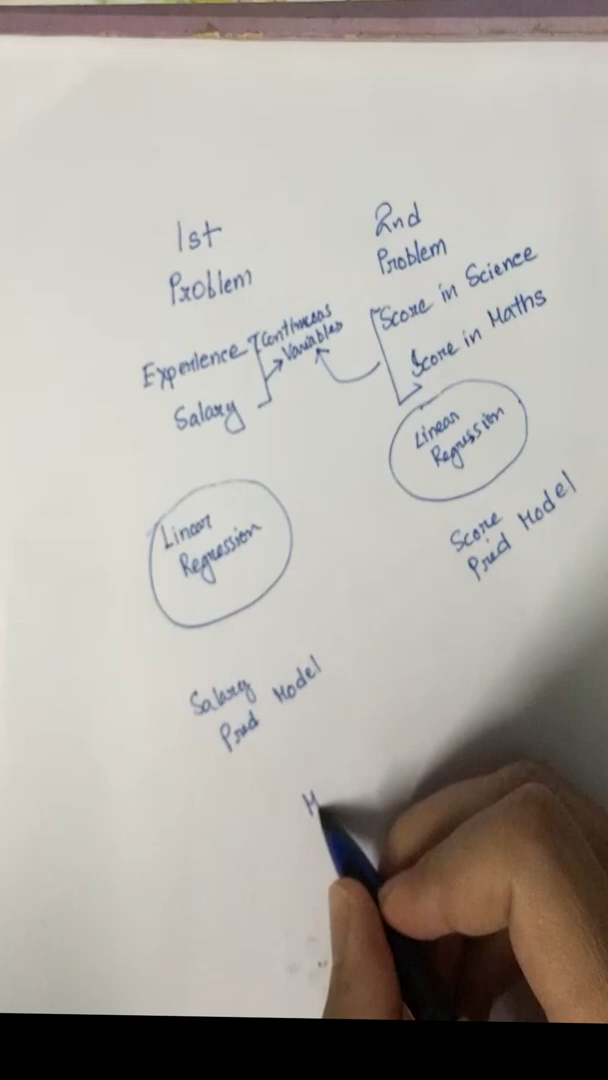 1st
Problem
Experience
Salary
Continuous
Variables
Linear
Regression
Salary
Pred Model
2nd
Problem
Score in Science
Score in Maths
Linear
Regression
Score
Pred Model
M